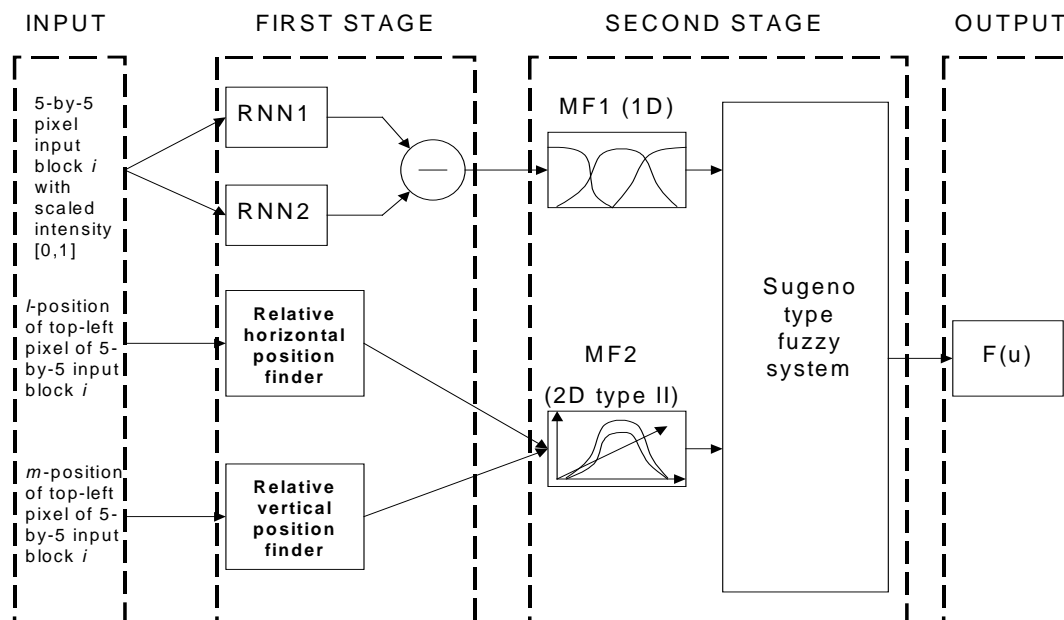 INPUT
FIRST STAGE
SECOND STAGE
OUTPUT
5-by-5
pixel
input
block i
with
scaled
intensity
[0,1]
l-position
of top-left
pixel of 5-
by-5 input
block i
m-position
of top-left
pixel of 5-
by-5 input
block i
RNN1
RNN2
—
Relative
horizontal
position
finder
Relative
vertical
position
finder
MF1 (1D)
MF2
(2D type II)
Sugeno
type
fuzzy
system
F(u)